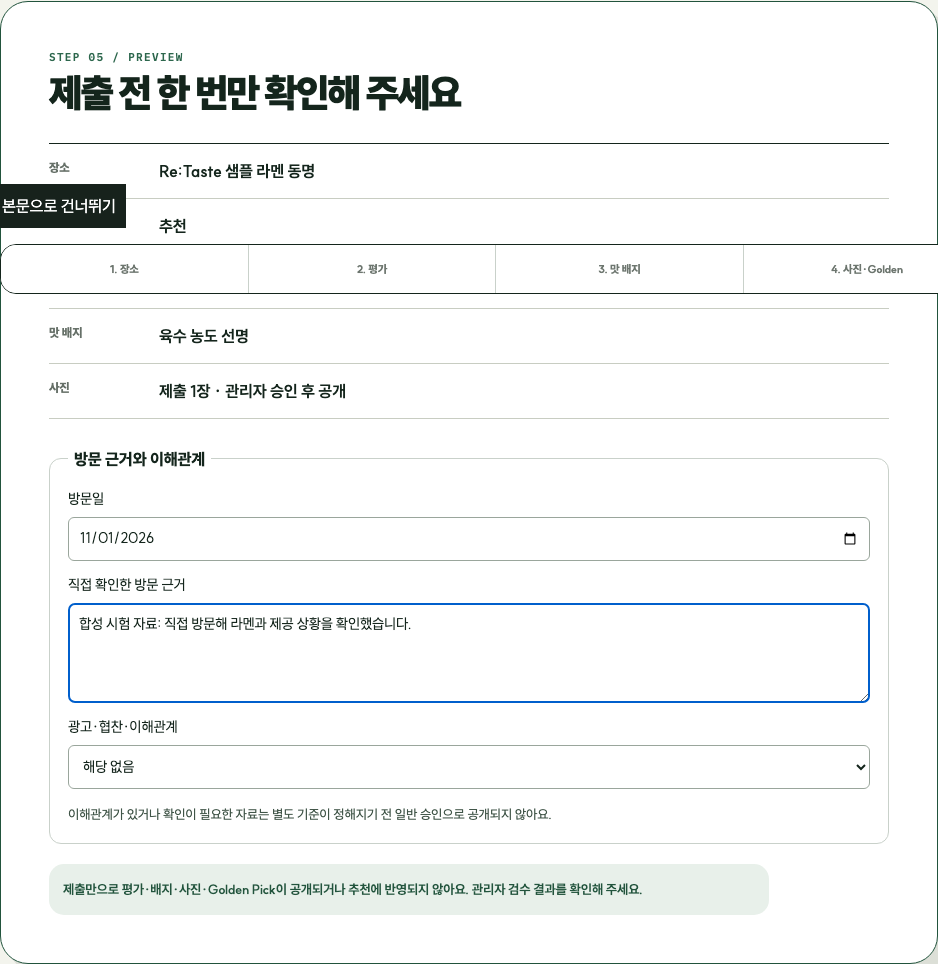 STEP 05 / PREVIEW
제출 전 한 번만 확인해 주세요
장소
Re:Taste 샘플 라멘 동명
본문으로 건너뛰기
추천
1. 장소
2. 평가
3. 맛 배지
4. 사진·Golden
맛 배지
육수 농도 선명
사진
제출 1장 · 관리자 승인 후 공개
방문 근거와 이해관계
방문일
11/01/2026
직접 확인한 방문 근거
합성 시험 자료: 직접 방문해 라멘과 제공 상황을 확인했습니다.
광고·협찬·이해관계
해당 없음
이해관계가 있거나 확인이 필요한 자료는 별도 기준이 정해지기 전 일반 승인으로 공개되지 않아요.
제출만으로 평가·배지·사진·Golden Pick이 공개되거나 추천에 반영되지 않아요. 관리자 검수 결과를 확인해 주세요.